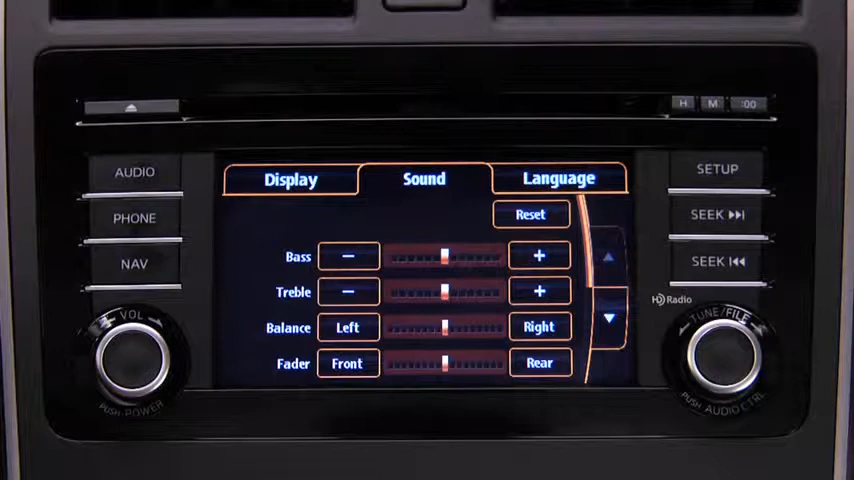 H M :00
AUDIO
PHONE
NAV
VOL
PUSH-POWER
Display Sound Language
Reset
Bass − +
Treble − +
Balance Left Right
Fader Front Rear
SETUP
SEEK
SEEK
HD Radio
TUNE/FILE
PUSH AUDIO CTRL